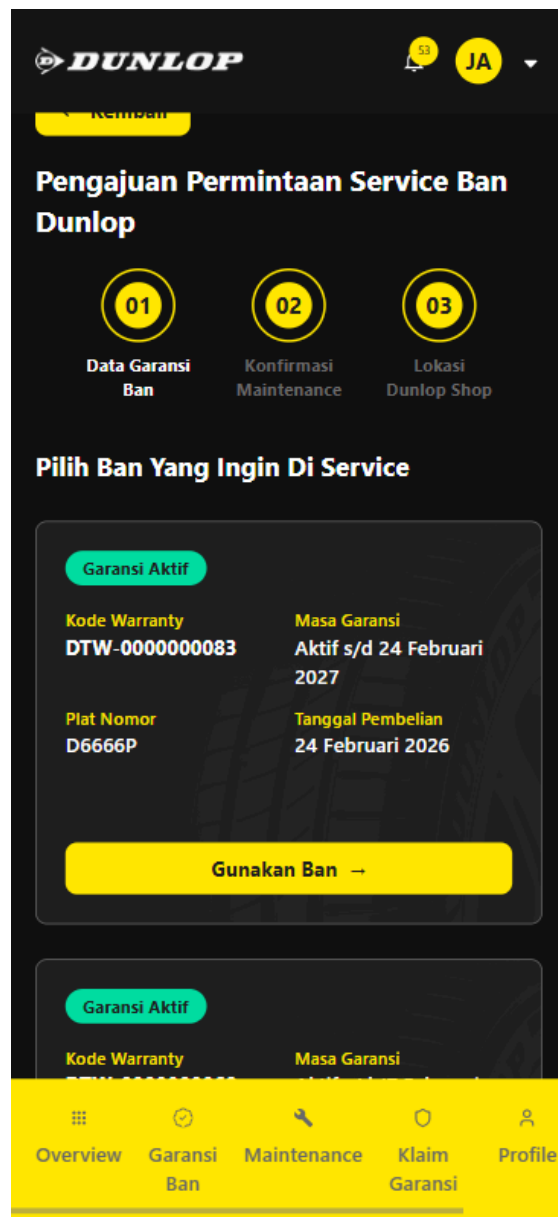 DUNLOP
53
JA
Kembali
Pengajuan Permintaan Service Ban
Dunlop
01
02
03
Data Garansi
Ban
Konfirmasi
Maintenance
Lokasi
Dunlop Shop
Pilih Ban Yang Ingin Di Service
Garansi Aktif
Kode Warranty
DTW-0000000083
Masa Garansi
Aktif s/d 24 Februari
2027
Plat Nomor
D6666P
Tanggal Pembelian
24 Februari 2026
Gunakan Ban →
Garansi Aktif
Kode Warranty
Masa Garansi
Overview
Garansi
Ban
Maintenance
Klaim
Garansi
Profile